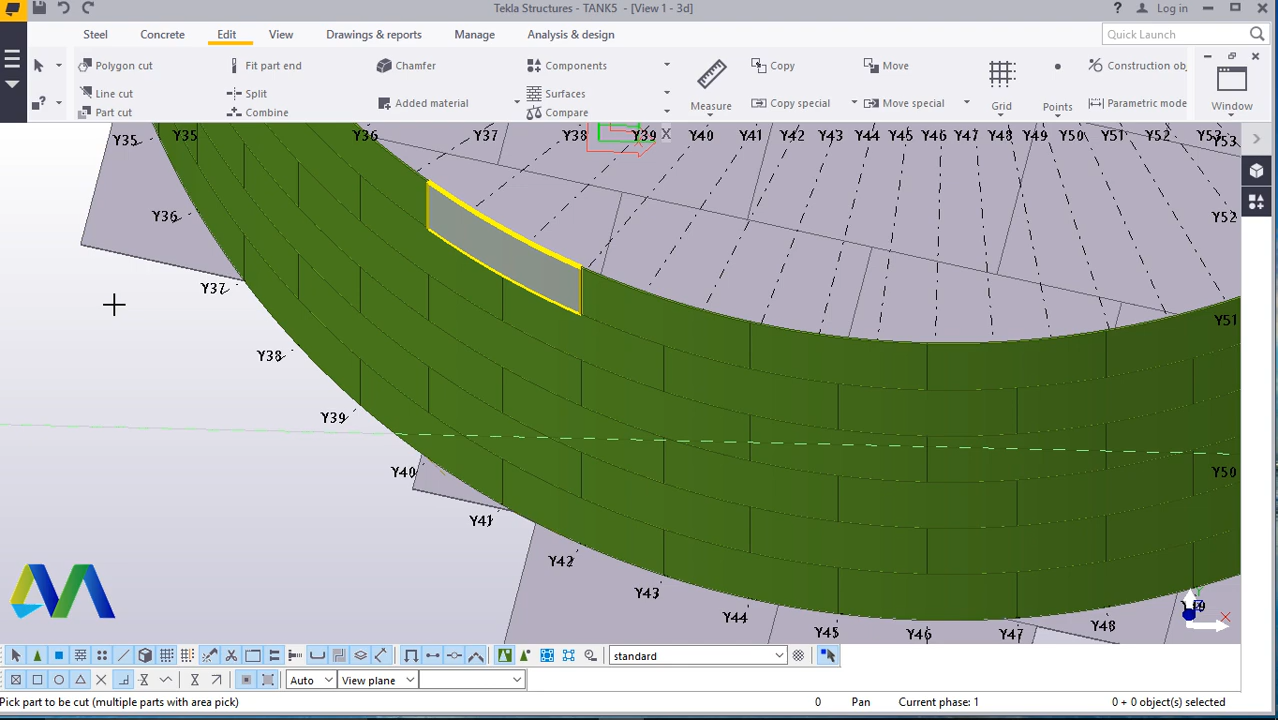 Tekla Structures - TANK5 - [View 1 - 3d]
Log in
Steel Concrete Edit View Drawings & reports Manage Analysis & design
Quick Launch
Polygon cut Fit part end Chamfer Components Copy Move Construction obj
Line cut Split Added material Surfaces Measure Copy special Move special Grid Points Parametric mode Window
Part cut Combine Compare
Y35 Y35 Y36 Y37 Y38 Y39 X Y40 Y41 Y42 Y43 Y44 Y45 Y46 Y47 Y48 Y49 Y50 Y51 Y52 Y53 Y53
Y36 Y52
Y37
Y51
Y38
Y39
Y40 Y50
Y41
Y42
Y43
Y44 Y49
Y45 Y46 Y47 Y48
standard
Auto View plane
Pick part to be cut (multiple parts with area pick) 0 Pan Current phase: 1 0 + 0 object(s) selected